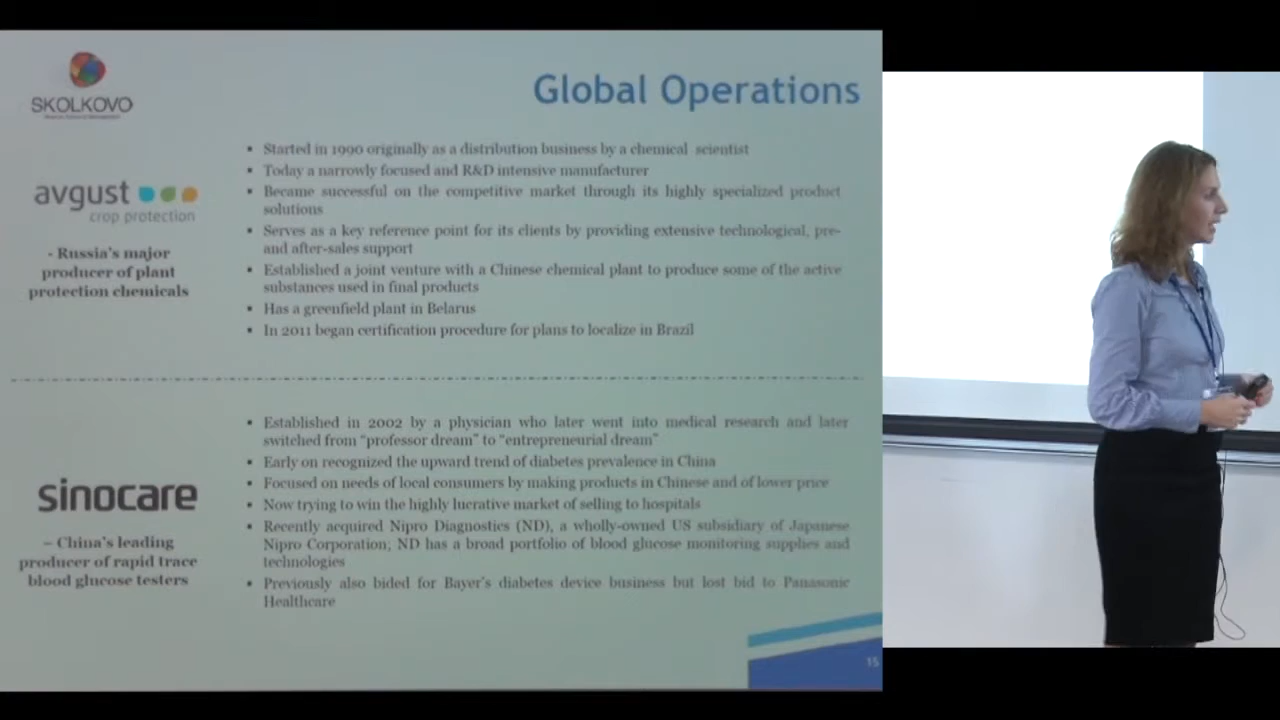 SKOLKOVO
Global Operations
avgust
crop protection
- Russia's major
producer of plant
protection chemicals
▪ Started in 1990 originally as a distribution business by a chemical scientist
▪ Today a narrowly focused and R&D intensive manufacturer
▪ Became successful on the competitive market through its highly specialized product
solutions
▪ Serves as a key reference point for its clients by providing extensive technological, pre-
and after-sales support
▪ Established a joint venture with a Chinese chemical plant to produce some of the active
substances used in final products
▪ Has a greenfield plant in Belarus
▪ In 2011 began certification procedure for plans to localize in Brazil
sinocare
– China's leading
producer of rapid trace
blood glucose testers
▪ Established in 2002 by a physician who later went into medical research and later
switched from “professor dream” to “entrepreneurial dream”
▪ Early on recognized the upward trend of diabetes prevalence in China
▪ Focused on needs of local consumers by making products in Chinese and of lower price
▪ Now trying to win the highly lucrative market of selling to hospitals
▪ Recently acquired Nipro Diagnostics (ND), a wholly-owned US subsidiary of Japanese
Nipro Corporation; ND has a broad portfolio of blood glucose monitoring supplies and
technologies
▪ Previously also bided for Bayer's diabetes device business but lost bid to Panasonic
Healthcare
15